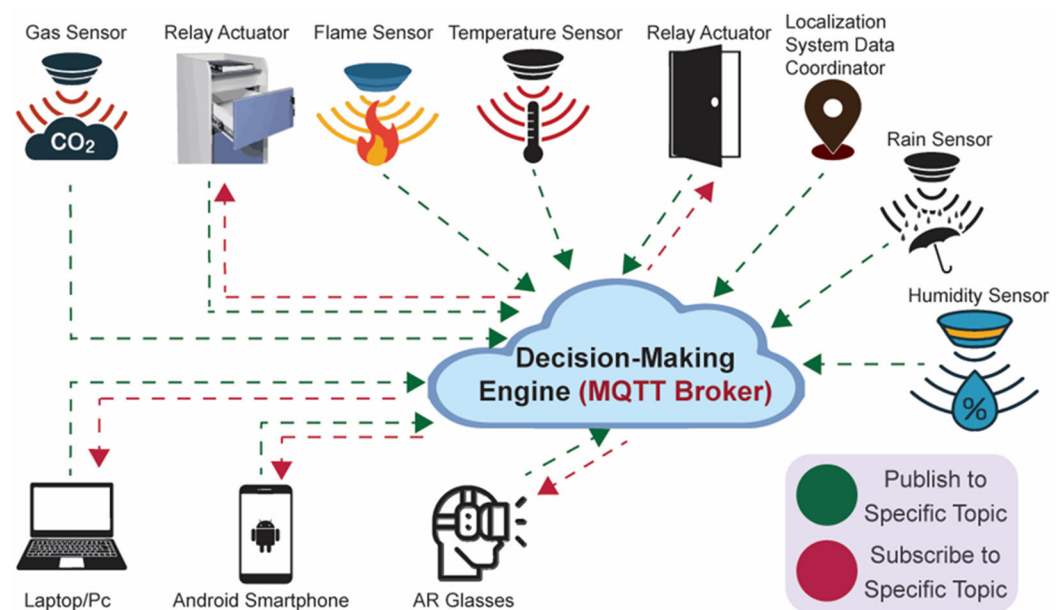 Gas Sensor
Relay Actuator
Flame Sensor
Temperature Sensor
Relay Actuator
Localization
System Data
Coordinator
CO₂
Rain Sensor
Humidity Sensor
%
Decision-Making
Engine (MQTT Broker)
Publish to
Specific Topic
Subscribe to
Specific Topic
Laptop/Pc
Android Smartphone
AR Glasses